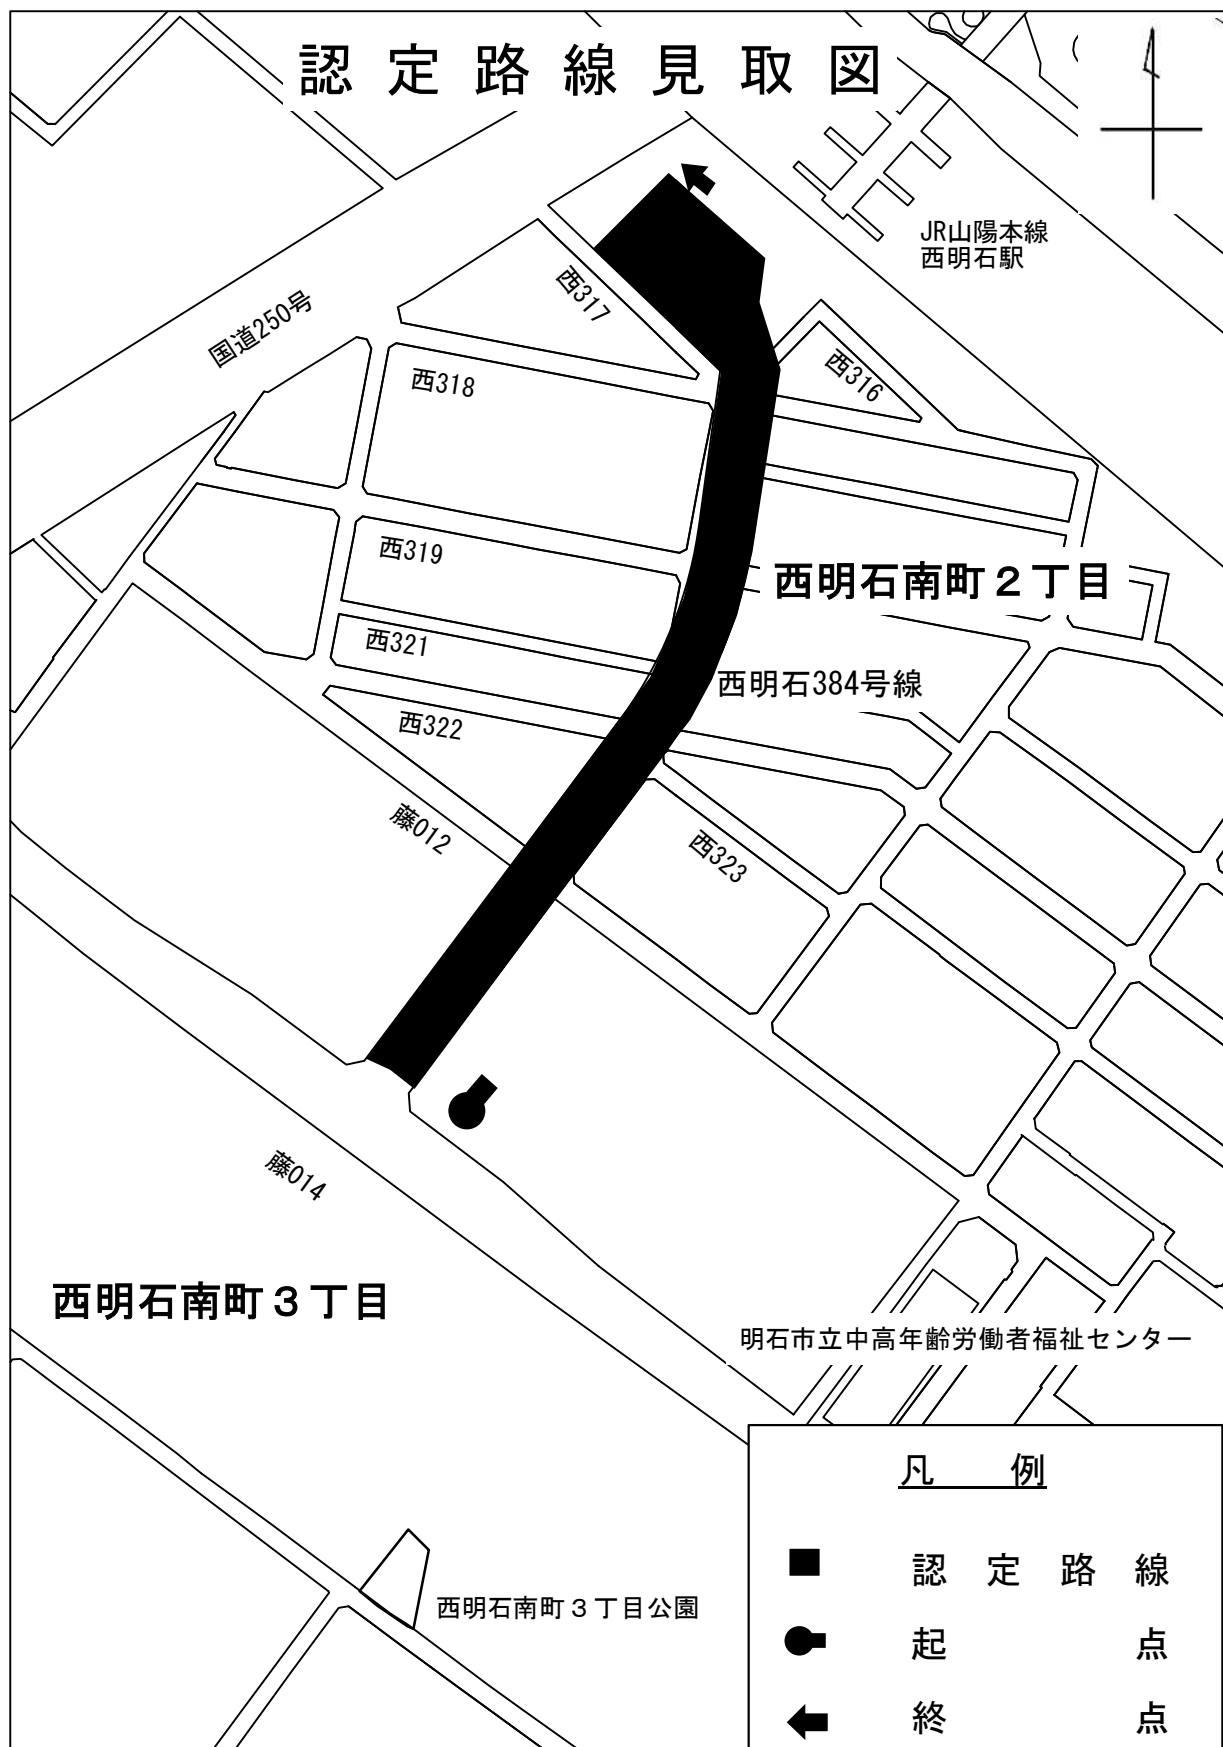 認定路線見取図
JR山陽本線
西明石駅
国道250号
西317
西316
西318
西319
西明石南町２丁目
西321
西明石384号線
西322
藤012
西323
藤014
西明石南町３丁目
明石市立中高年齢労働者福祉センター
凡　例
認定路線
西明石南町３丁目公園
起点
終点